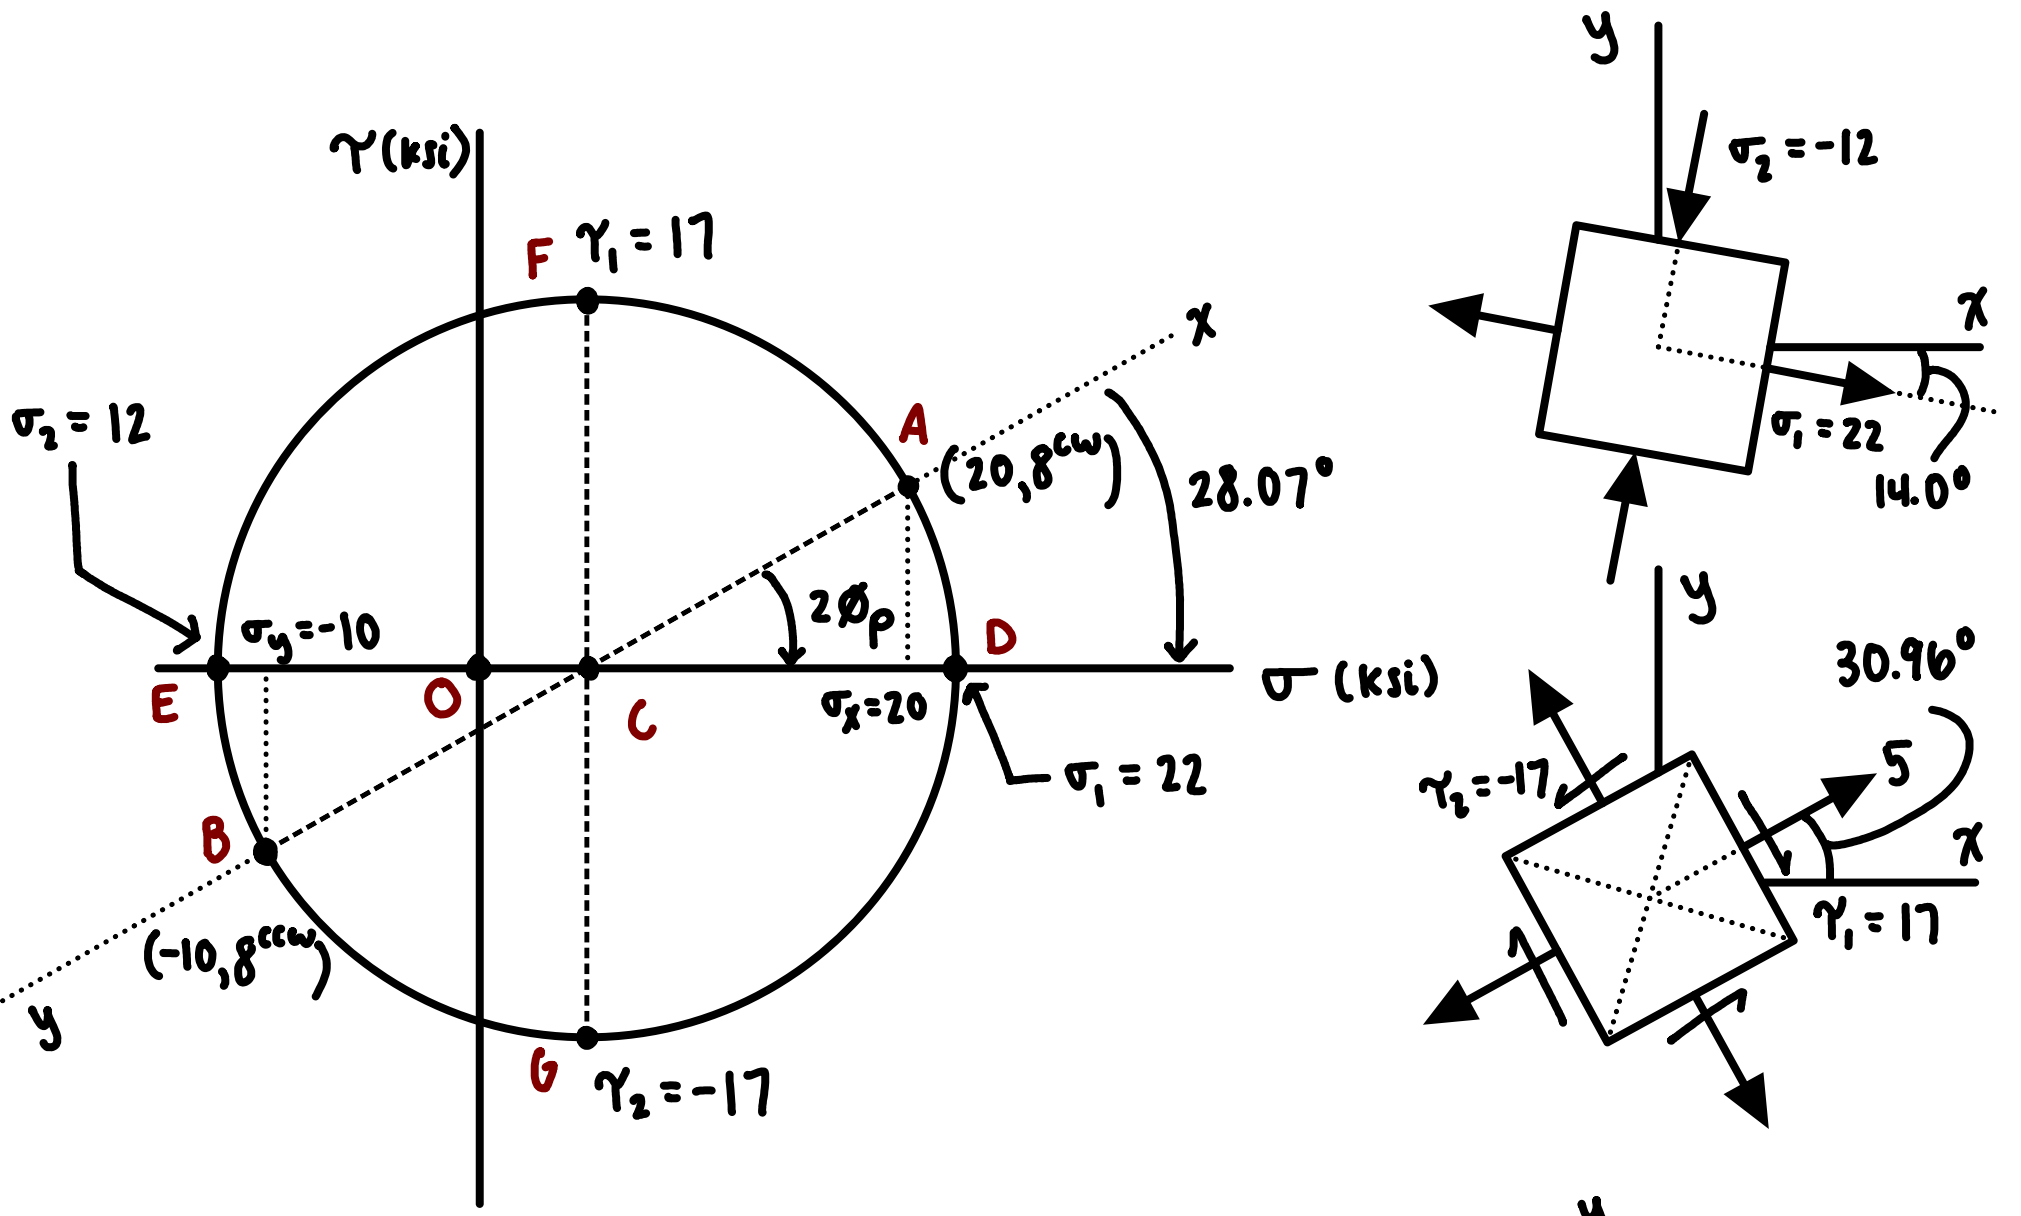 τ (ksi)
F
τ₁ = 17
x
A
(20, 8ᶜʷ)
28.07°
σ₂ = 12
2Øₚ
σy = -10
D
E
O
C
σₓ = 20
σ (ksi)
σ₁ = 22
B
(-10, 8ᶜᶜʷ)
y
G
τ₂ = -17
y
σ₂ = -12
x
σ₁ = 22
14.0°
y
30.96°
τ₂ = -17
5
x
τ₁ = 17
y